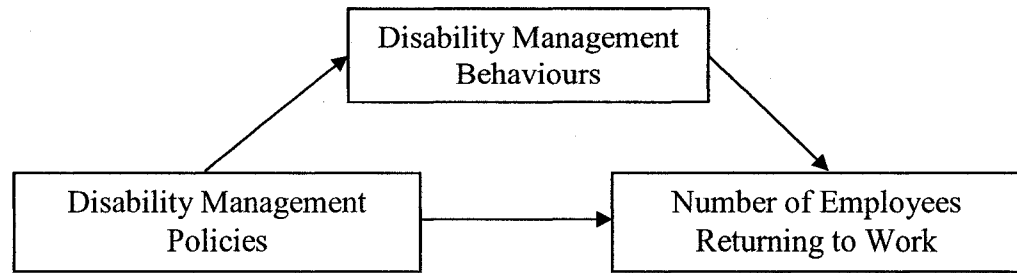 Disability Management
Behaviours
Disability Management
Policies
Number of Employees
Returning to Work